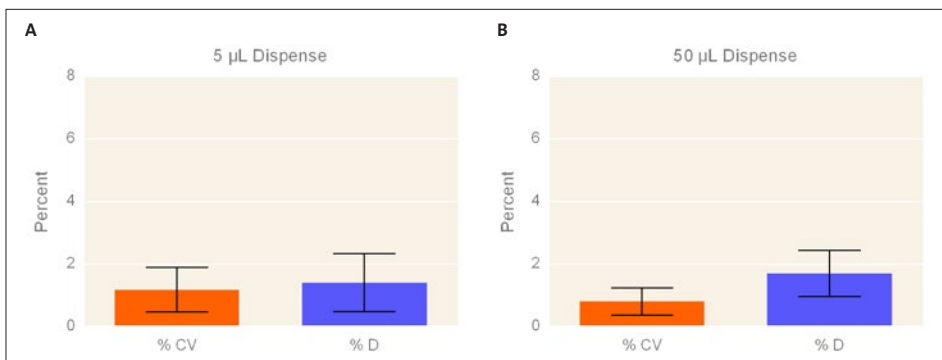 A
5 µL Dispense
Percent
8
6
4
2
0
% CV
% D
B
50 µL Dispense
Percent
8
6
4
2
0
% CV
% D